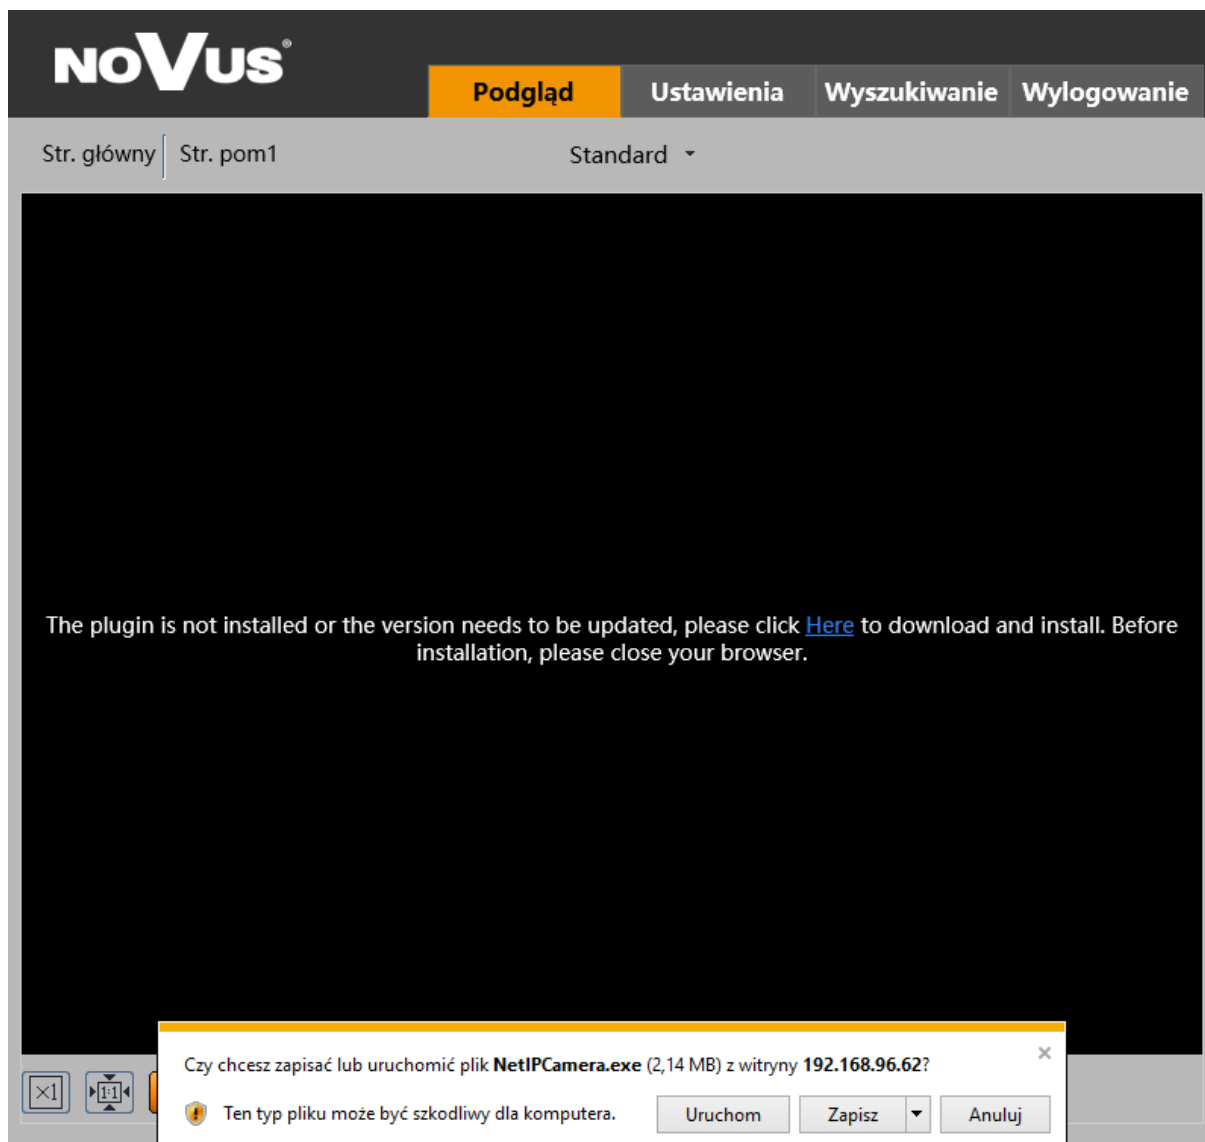 NOVUS®
Podgląd Ustawienia Wyszukiwanie Wylogowanie
Str. główny Str. pom1 Standard
The plugin is not installed or the version needs to be updated, please click Here to download and install. Before
installation, please close your browser.
Czy chcesz zapisać lub uruchomić plik NetIPCamera.exe (2,14 MB) z witryny 192.168.96.62?
Ten typ pliku może być szkodliwy dla komputera. Uruchom Zapisz Anuluj
×1 1:1